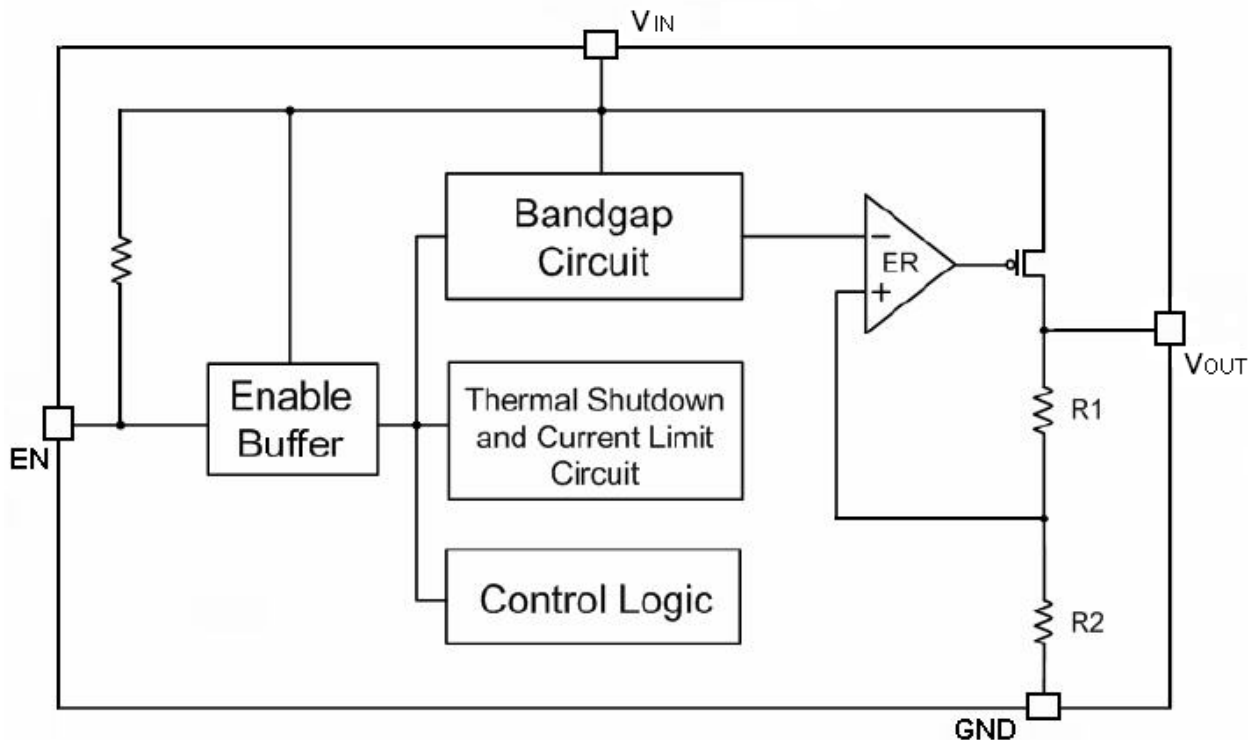 VIN
Bandgap
Circuit
−
ER
+
VOUT
Enable
Buffer
Thermal Shutdown
and Current Limit
Circuit
R1
EN
Control Logic
R2
GND